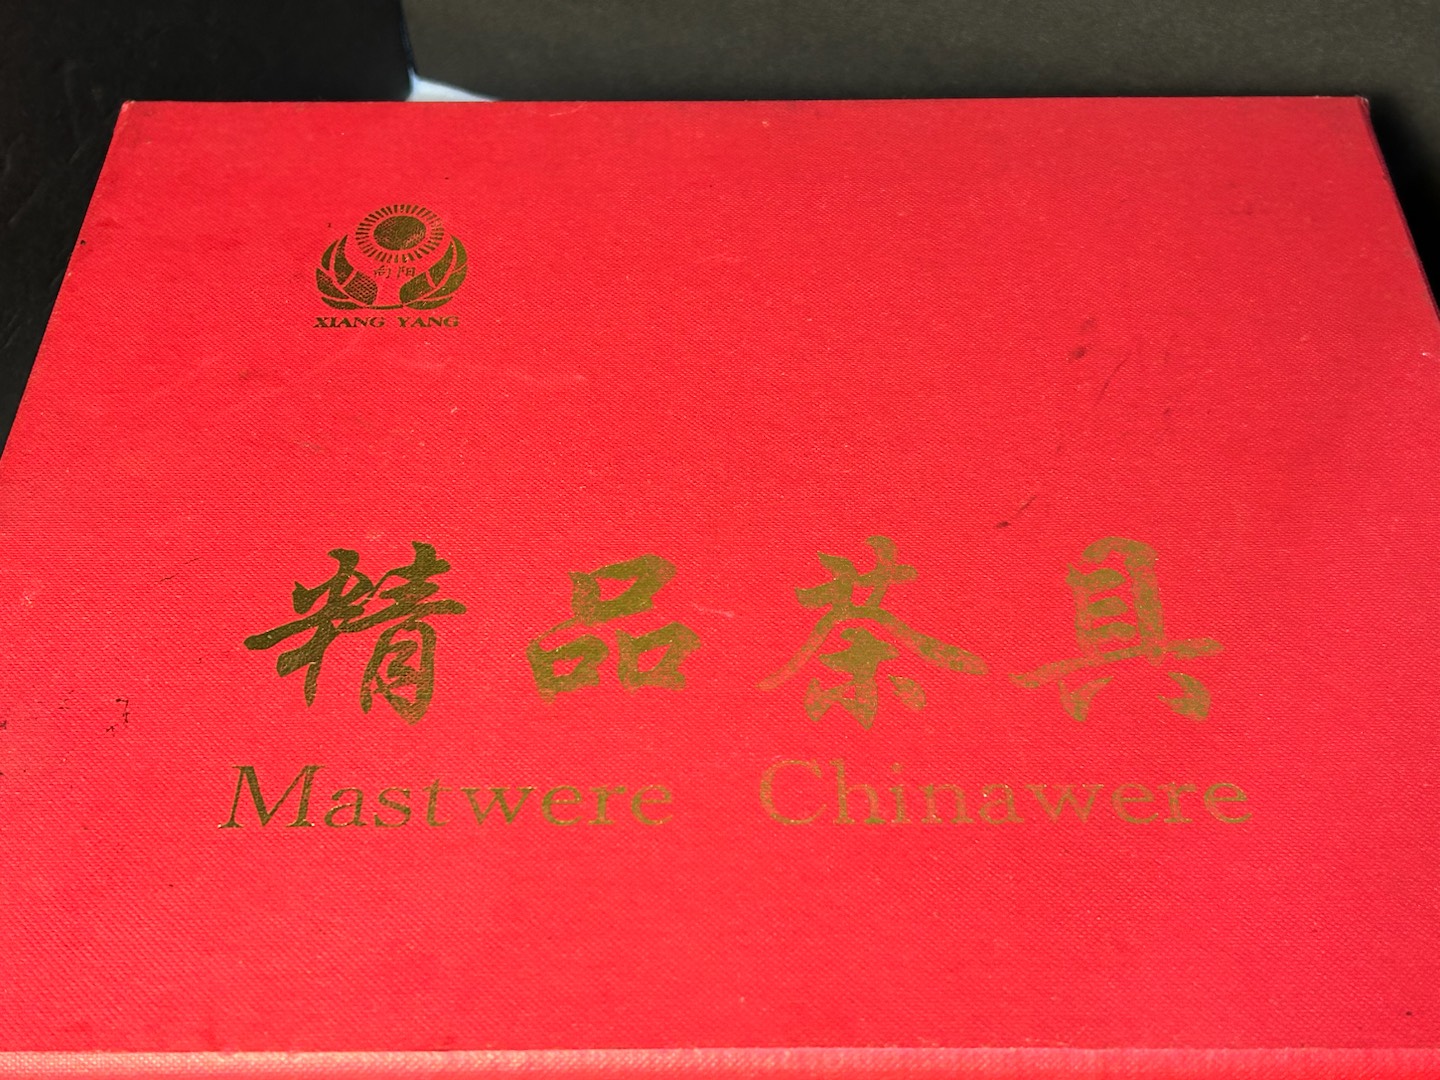 向阳
XIANG YANG
精品茶具
Mastwere Chinawere